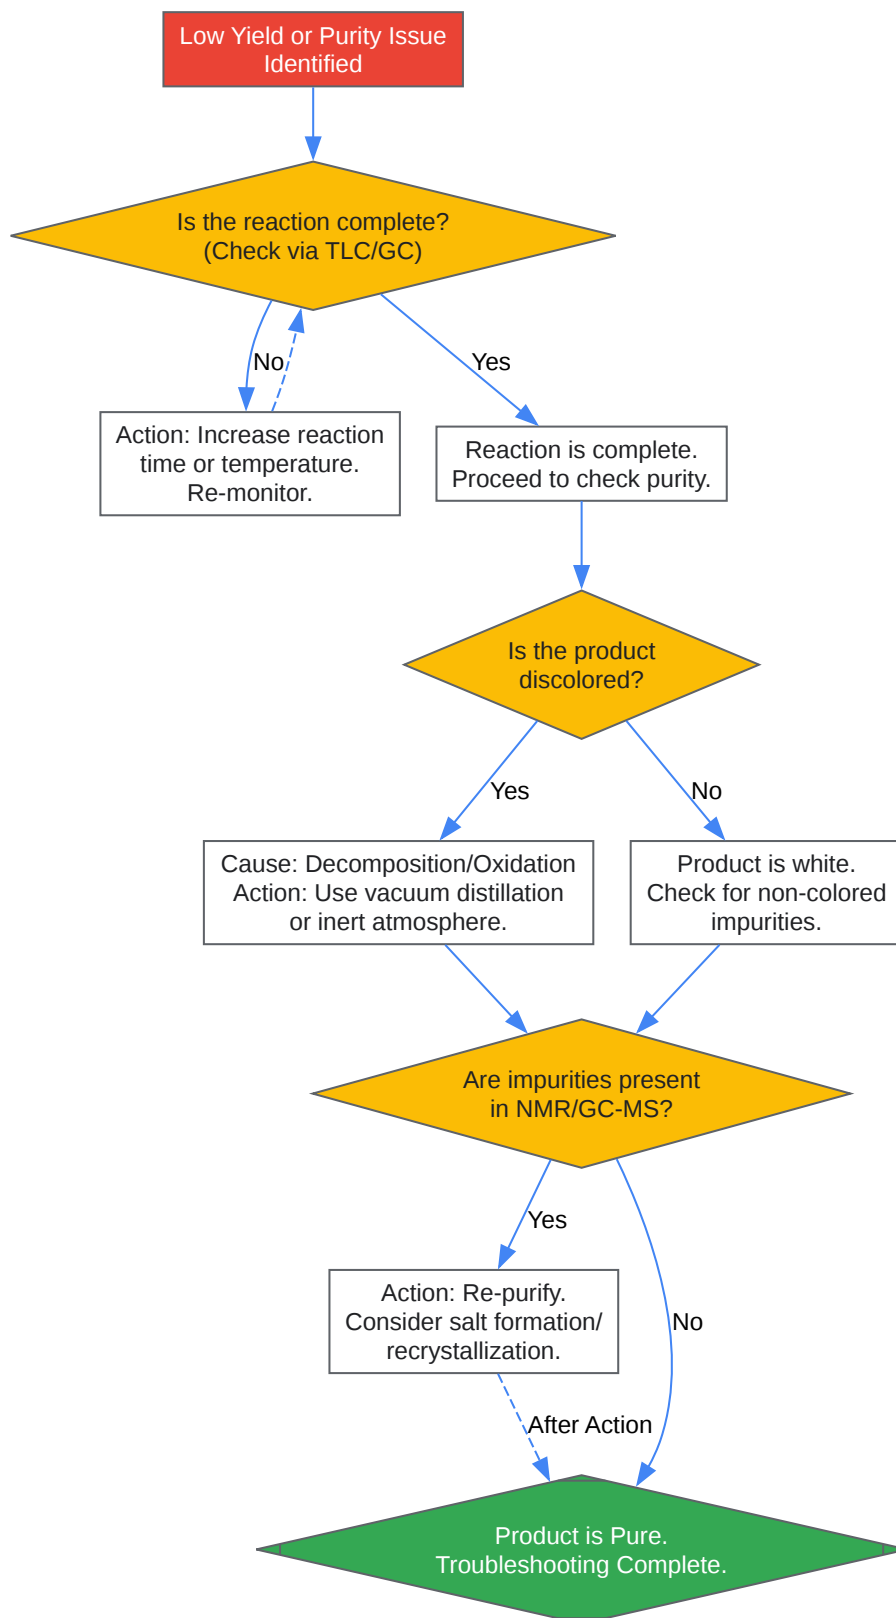 Low Yield or Purity Issue
Identified
Is the reaction complete?
(Check via TLC/GC)
No
Yes
Action: Increase reaction
time or temperature.
Re-monitor.
Reaction is complete.
Proceed to check purity.
Is the product
discolored?
Yes
No
Cause: Decomposition/Oxidation
Action: Use vacuum distillation
or inert atmosphere.
Product is white.
Check for non-colored
impurities.
Are impurities present
in NMR/GC-MS?
Yes
No
Action: Re-purify.
Consider salt formation/
recrystallization.
After Action
Product is Pure.
Troubleshooting Complete.